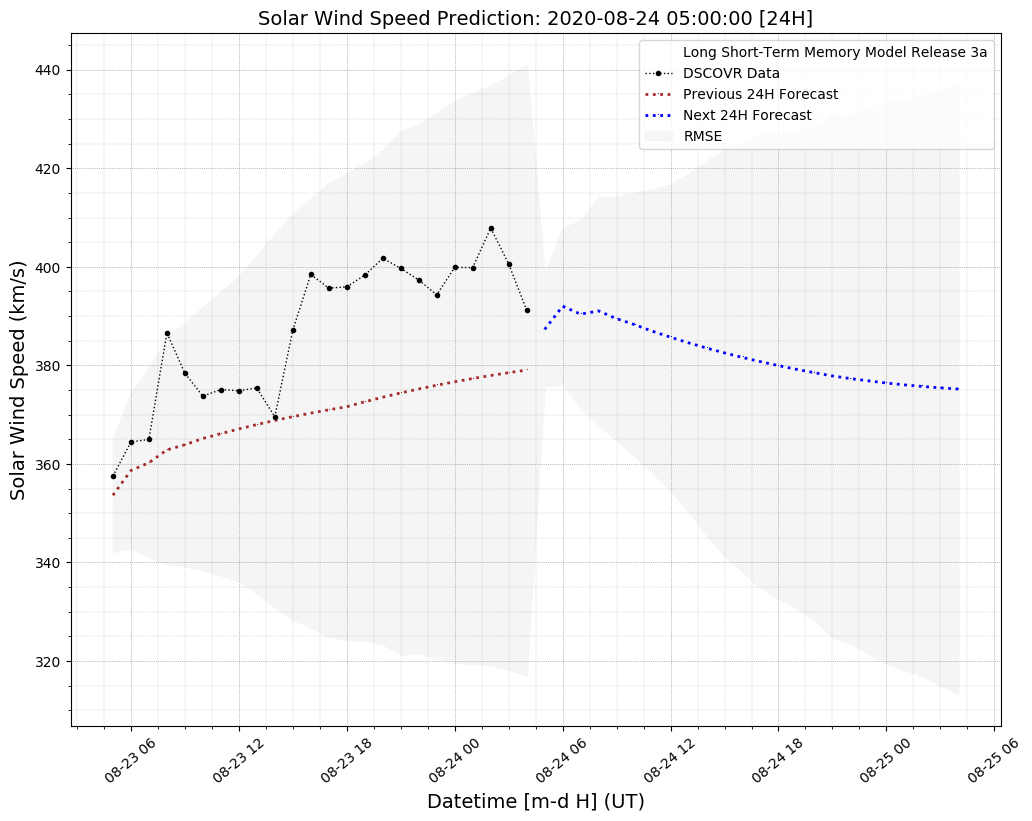 Solar Wind Speed Prediction: 2020-08-24 05:00:00 [24H]
Long Short-Term Memory Model Release 3a
DSCOVR Data
Previous 24H Forecast
Next 24H Forecast
RMSE
Solar Wind Speed (km/s)
440
420
400
380
360
340
320
08-23 06
08-23 12
08-23 18
08-24 00
08-24 06
08-24 12
08-24 18
08-25 00
08-25 06
Datetime [m-d H] (UT)